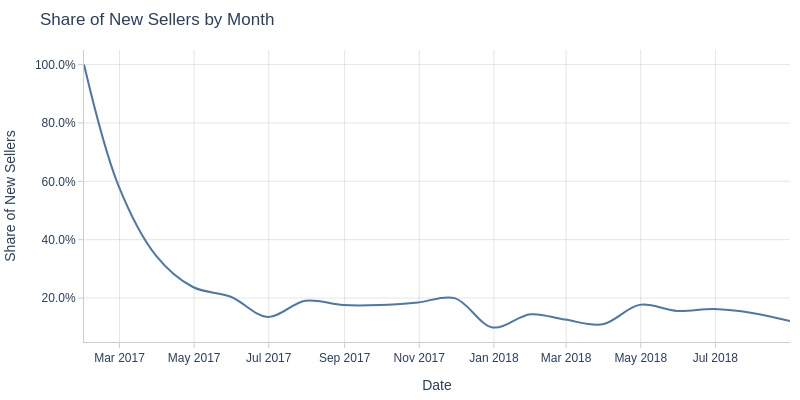 Share of New Sellers by Month
Share of New Sellers
100.0%
80.0%
60.0%
40.0%
20.0%
Mar 2017
May 2017
Jul 2017
Sep 2017
Nov 2017
Jan 2018
Mar 2018
May 2018
Jul 2018
Date